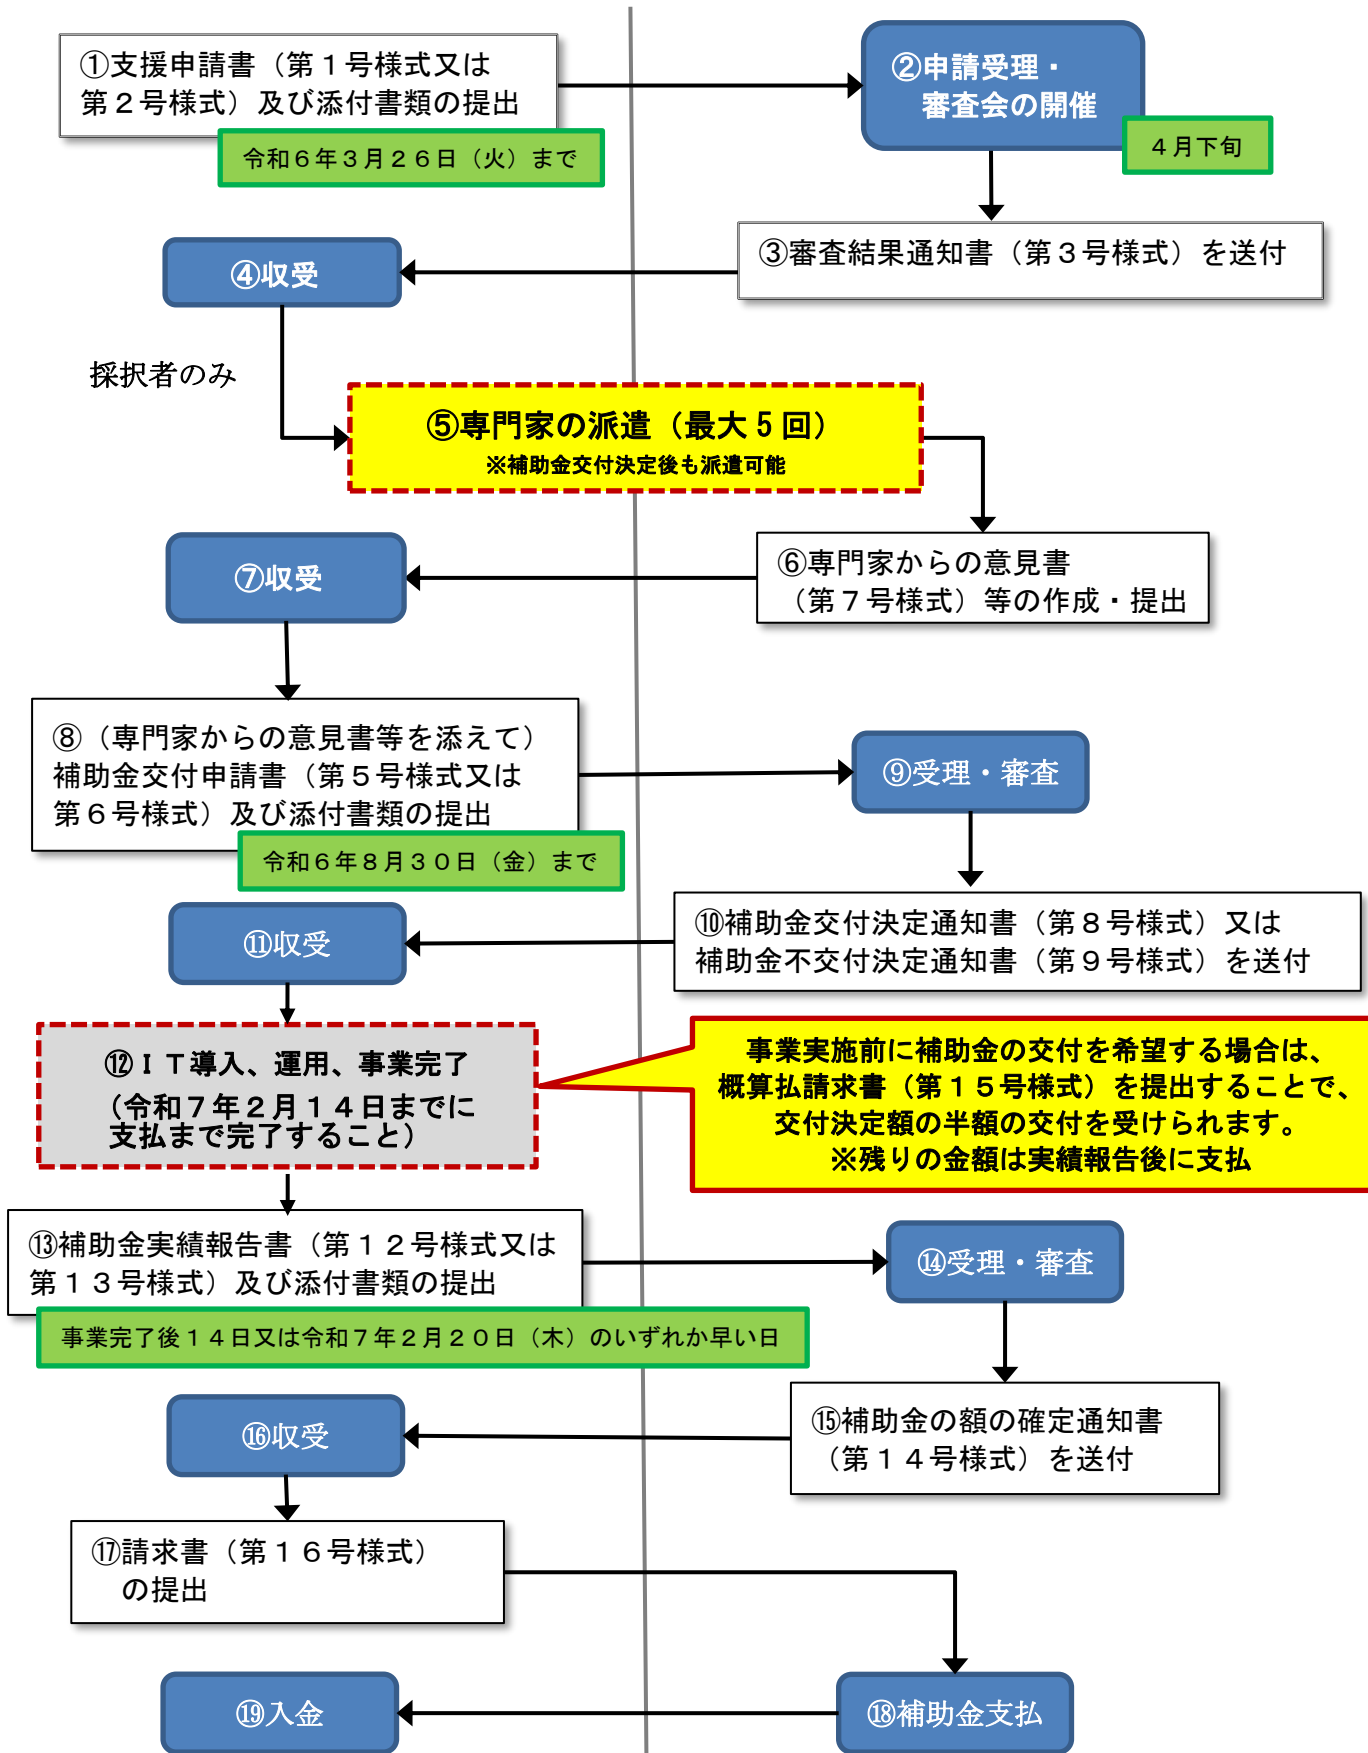 ①支援申請書（第１号様式又は
第２号様式）及び添付書類の提出
令和６年３月２６日（火）まで
②申請受理・
審査会の開催
４月下旬
③審査結果通知書（第３号様式）を送付
④収受
採択者のみ
⑤専門家の派遣（最大５回）
※補助金交付決定後も派遣可能
⑥専門家からの意見書
（第７号様式）等の作成・提出
⑦収受
⑧（専門家からの意見書等を添えて）
補助金交付申請書（第５号様式又は
第６号様式）及び添付書類の提出
令和６年８月３０日（金）まで
⑨受理・審査
⑩補助金交付決定通知書（第８号様式）又は
補助金不交付決定通知書（第９号様式）を送付
⑪収受
⑫ＩＴ導入、運用、事業完了
（令和７年２月１４日までに
支払まで完了すること）
事業実施前に補助金の交付を希望する場合は、
概算払請求書（第１５号様式）を提出することで、
交付決定額の半額の交付を受けられます。
※残りの金額は実績報告後に支払
⑬補助金実績報告書（第１２号様式又は
第１３号様式）及び添付書類の提出
事業完了後１４日又は令和７年２月２０日（木）のいずれか早い日
⑭受理・審査
⑮補助金の額の確定通知書
（第１４号様式）を送付
⑯収受
⑰請求書（第１６号様式）
の提出
⑱補助金支払
⑲入金